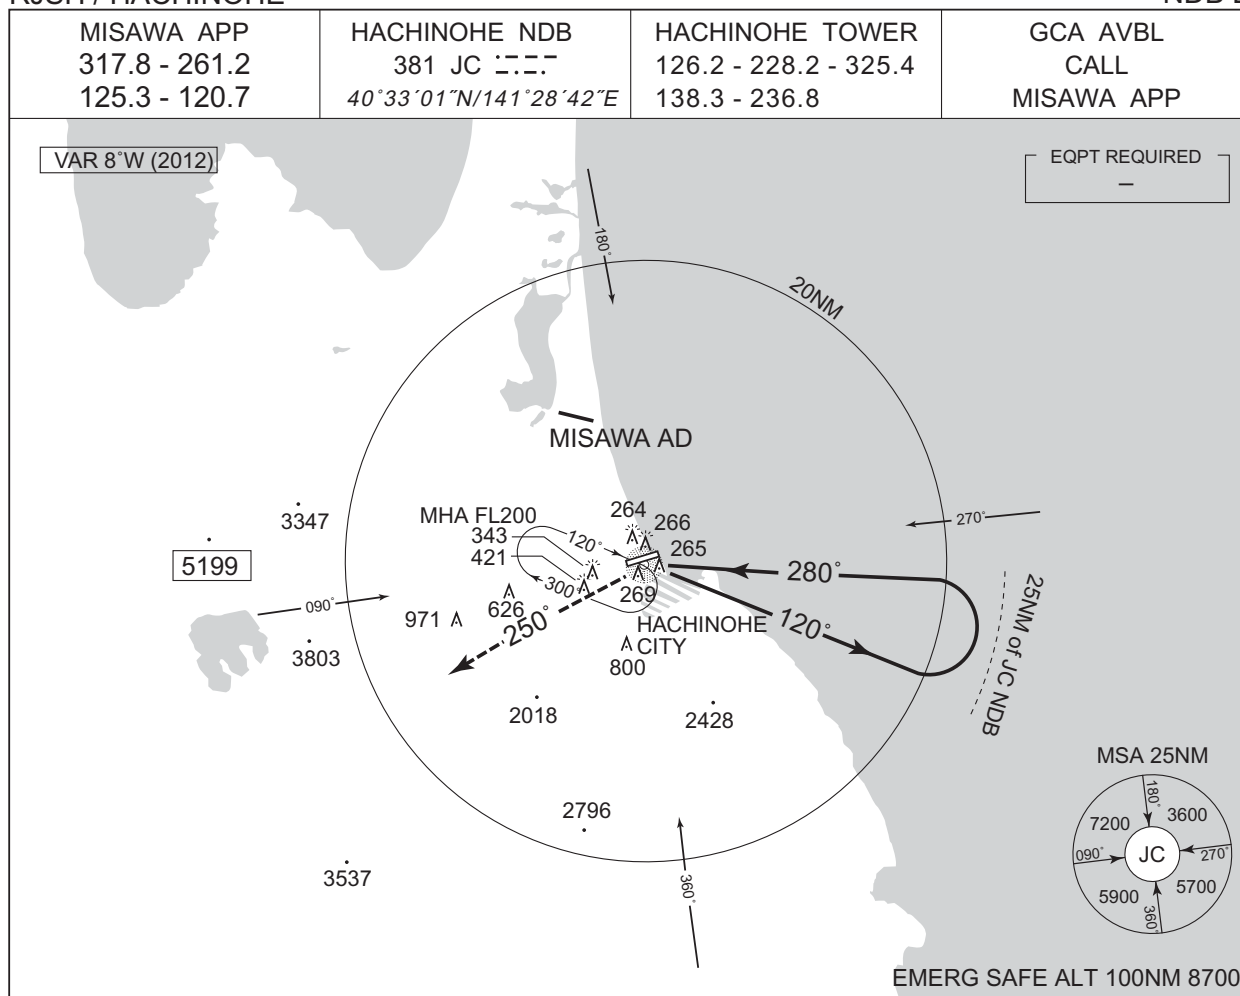 MISAWA APP
317.8 - 261.2
125.3 - 120.7
HACHINOHE NDB
381 JC
40°33´01˝N/141°28´42˝E
HACHINOHE TOWER
126.2 - 228.2 - 325.4
138.3 - 236.8
GCA AVBL
CALL
MISAWA APP
VAR 8°W (2012)
EQPT REQUIRED
–
180°
20NM
MISAWA AD
3347
MHA FL200
264
266
343
120°
265
270°
421
5199
280°
300°
269
090°
626
971
250°
HACHINOHE
CITY
120°
25NM of JC NDB
3803
800
2018
2428
MSA 25NM
180°
7200
3600
2796
090°
JC
270°
3537
360°
5900
5700
360°
EMERG SAFE ALT 100NM 8700